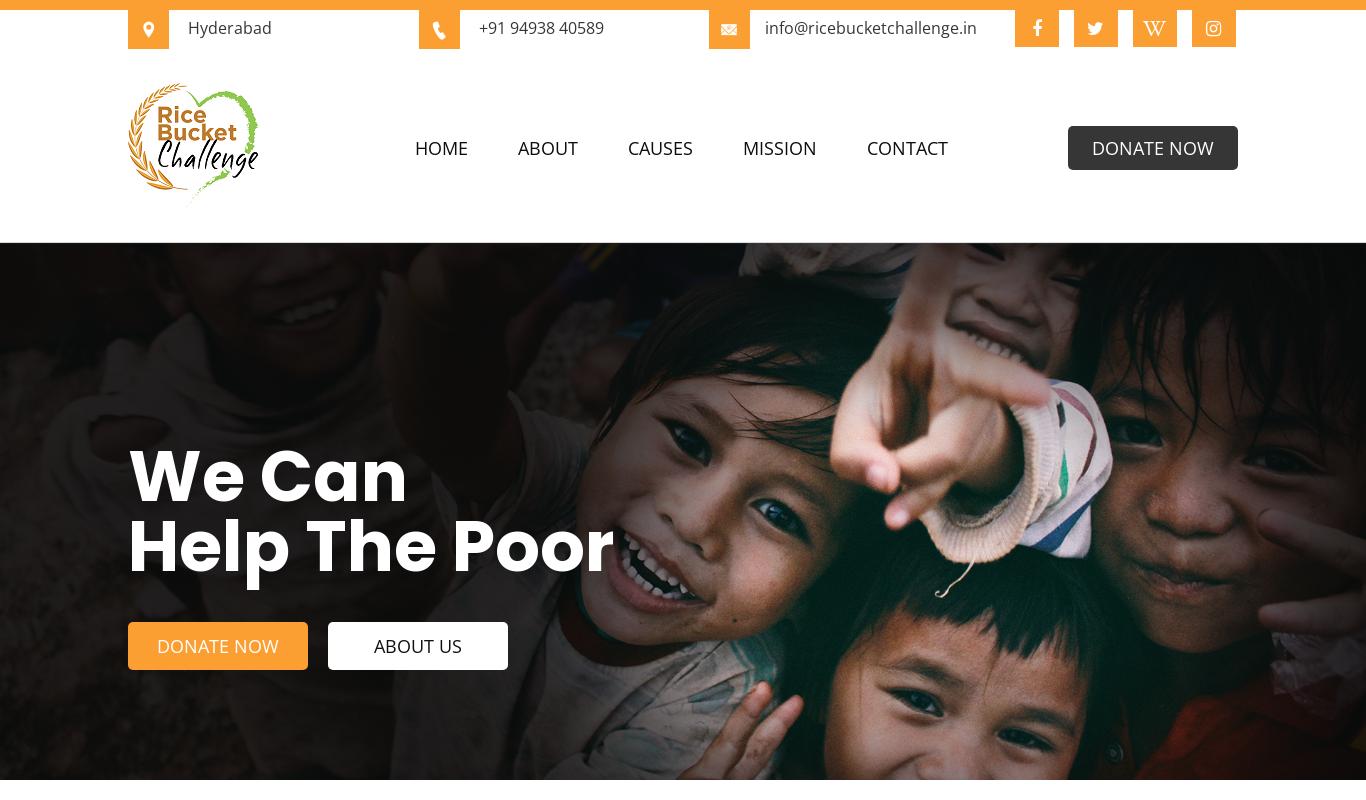 Hyderabad
+91 94938 40589
info@ricebucketchallenge.in
Rice
Bucket
Challenge
HOME
ABOUT
CAUSES
MISSION
CONTACT
DONATE NOW
We Can
Help The Poor
DONATE NOW
ABOUT US